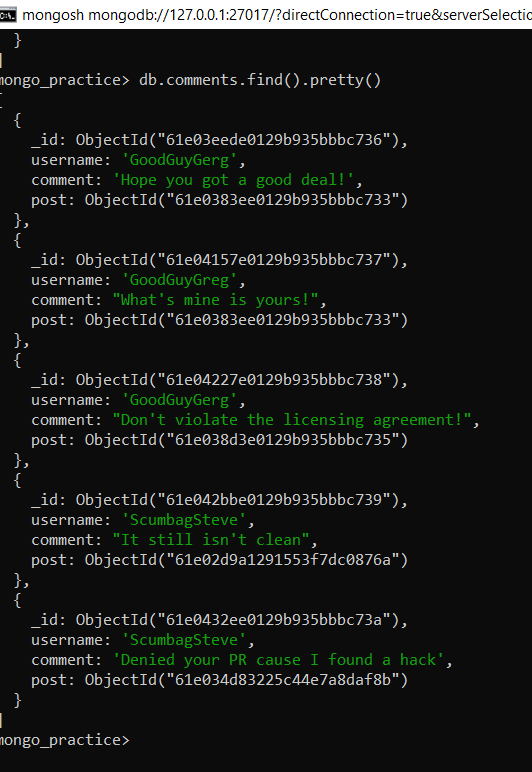 mongosh mongodb://127.0.0.1:27017/?directConnection=true&serverSelectio
}
]
mongo_practice> db.comments.find().pretty()
[
{
_id: ObjectId("61e03eede0129b935bbbc736"),
username: 'GoodGuyGerg',
comment: 'Hope you got a good deal!',
post: ObjectId("61e0383ee0129b935bbbc733")
},
{
_id: ObjectId("61e04157e0129b935bbbc737"),
username: 'GoodGuyGreg',
comment: "What's mine is yours!",
post: ObjectId("61e0383ee0129b935bbbc733")
},
{
_id: ObjectId("61e04227e0129b935bbbc738"),
username: 'GoodGuyGerg',
comment: "Don't violate the licensing agreement!",
post: ObjectId("61e038d3e0129b935bbbc735")
},
{
_id: ObjectId("61e042bbe0129b935bbbc739"),
username: 'ScumbagSteve',
comment: "It still isn't clean",
post: ObjectId("61e02d9a1291553f7dc0876a")
},
{
_id: ObjectId("61e0432ee0129b935bbbc73a"),
username: 'ScumbagSteve',
comment: 'Denied your PR cause I found a hack',
post: ObjectId("61e034d83225c44e7a8daf8b")
}
]
mongo_practice>